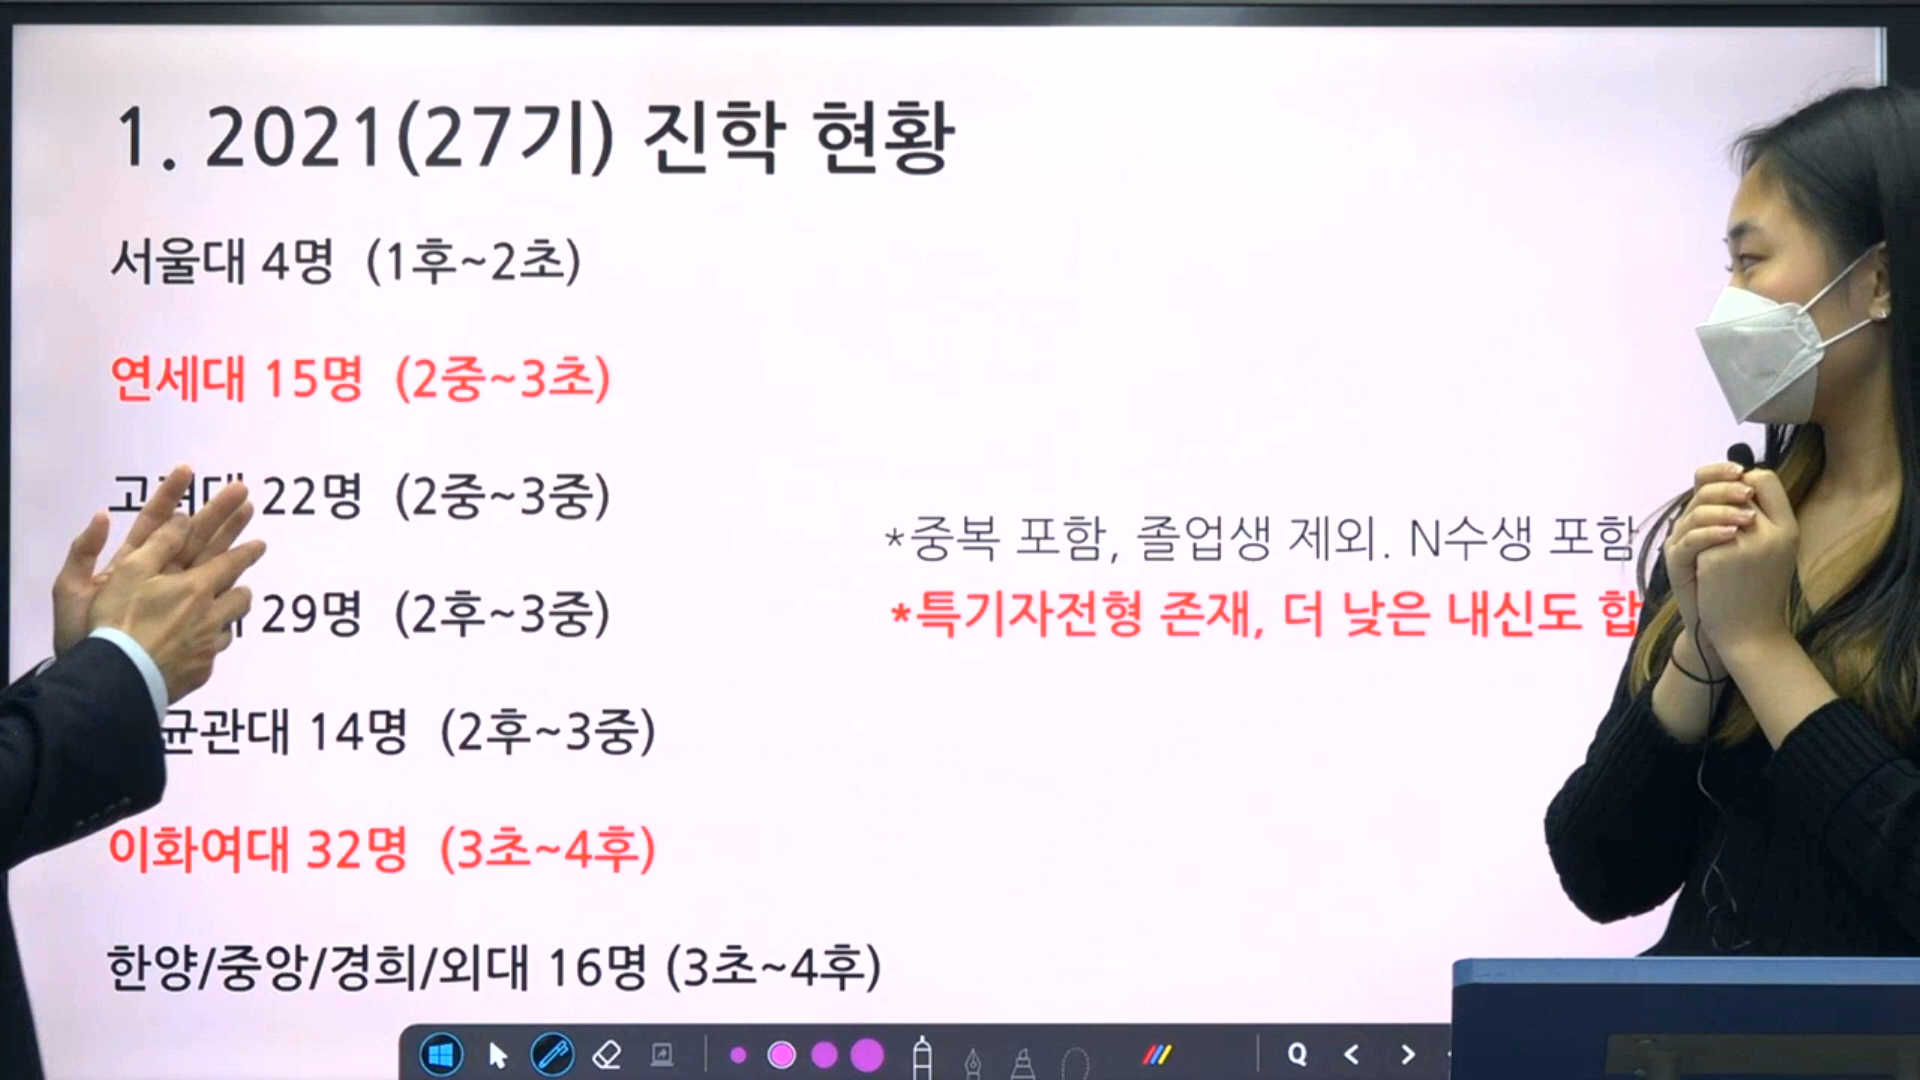 1. 2021(27기) 진학 현황
서울대 4명 (1후~2초)
연세대 15명 (2중~3초)
22명 (2중~3중)
29명 (2후~3중)
14명 (2후~3중)
이화여대 32명 (3초~4후)
한양/중앙/경희/외대 16명 (3초~4후)
*중복 포함, 졸업생 제외. N수생 포함
*특기자전형 존재, 더 낮은 내신도